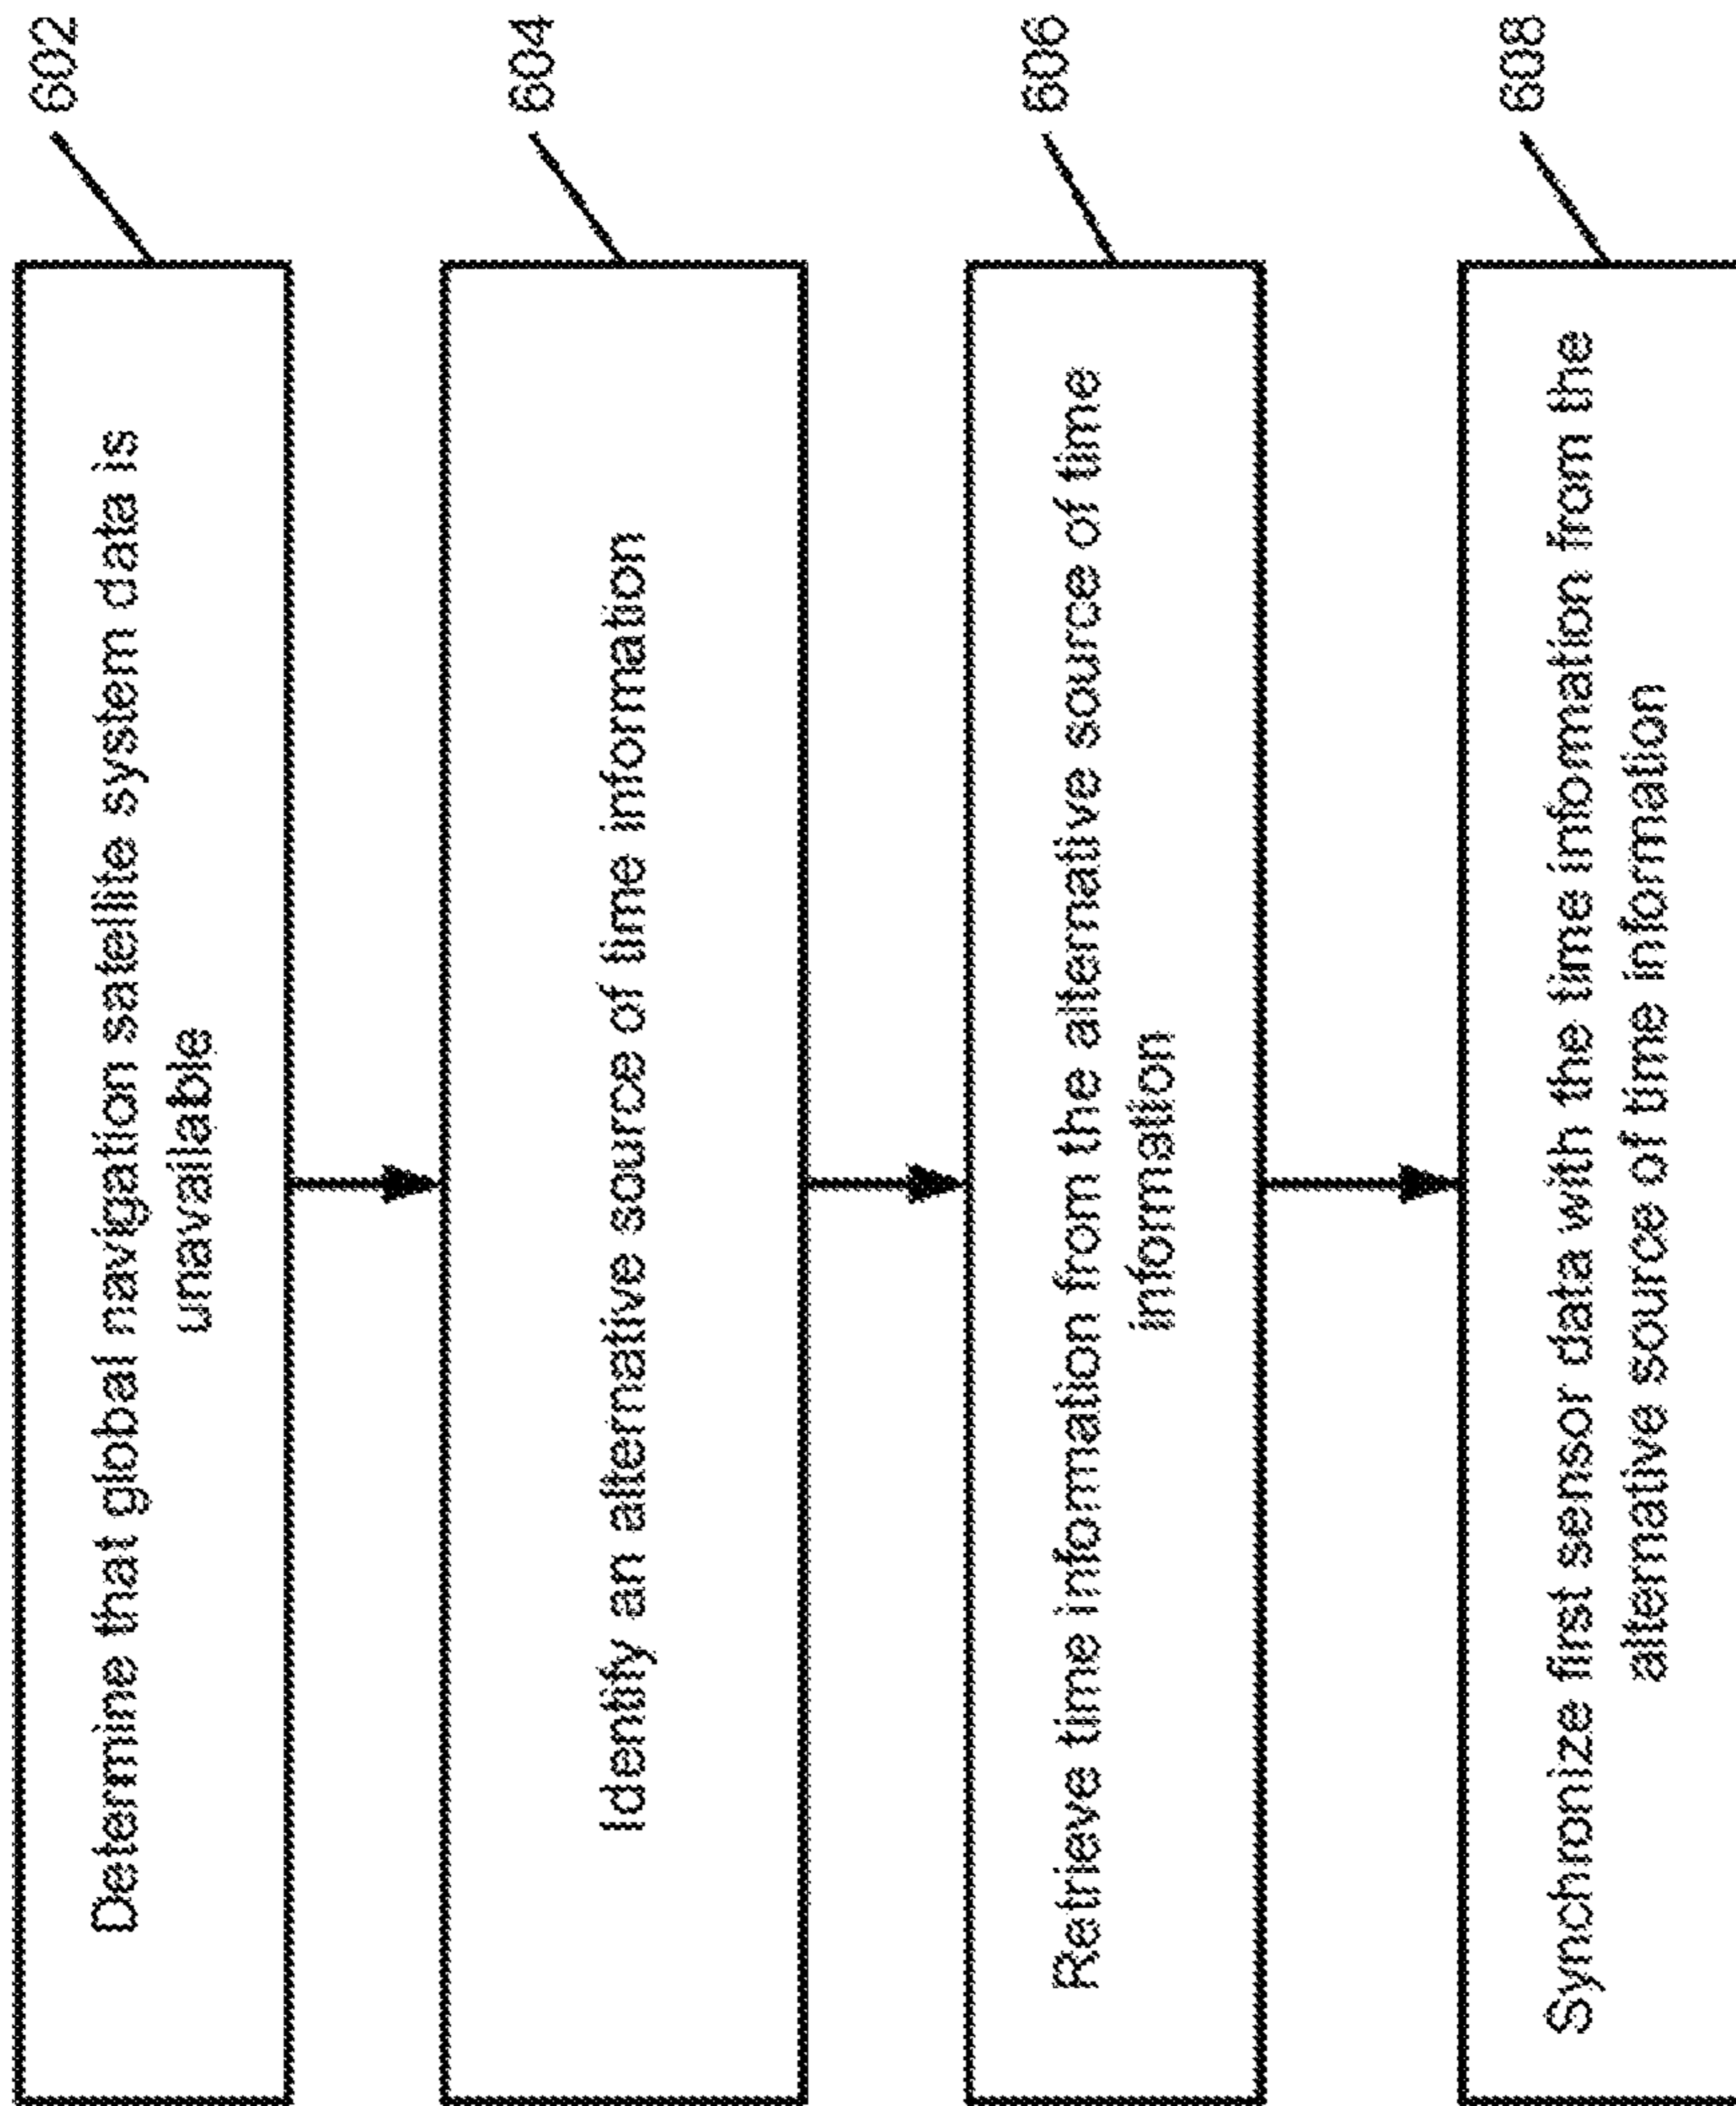 Determine that global navigation satellite system data is
unavailable
602
Identify an alternative source of time information
604
Retrieve time information from the alternative source of time
information
606
Synchronize first sensor data with the time information from the
alternative source of time information
608